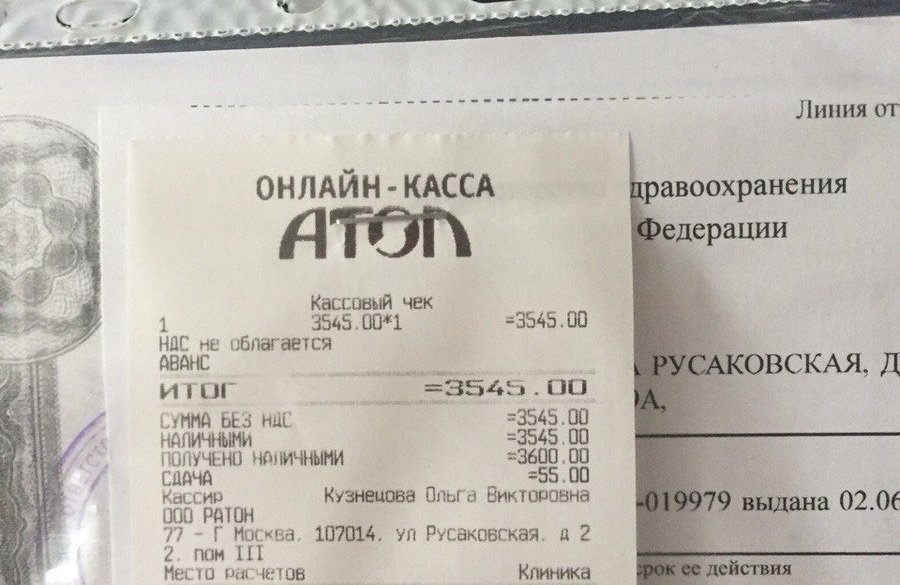 Линия от
ОНЛАЙН-КАССА
АТОЛ
дравоохранения
Федерации
Кассовый чек
1 3545.00*1 =3545.00
НДС не облагается
АВАНС
ИТОГ =3545.00
СУММА БЕЗ НДС =3545.00
НАЛИЧНЫМИ =3545.00
ПОЛУЧЕНО НАЛИЧНЫМИ =3600.00
СДАЧА =55.00
Кассир Кузнецова Ольга Викторовна
ООО РАТОН
77 - Г Москва, 107014, ул Русаковская, д 2
2, пом III
Место расчетов Клиника
А РУСАКОВСКАЯ, Д
ОА,
-019979 выдана 02.06
срок ее действия